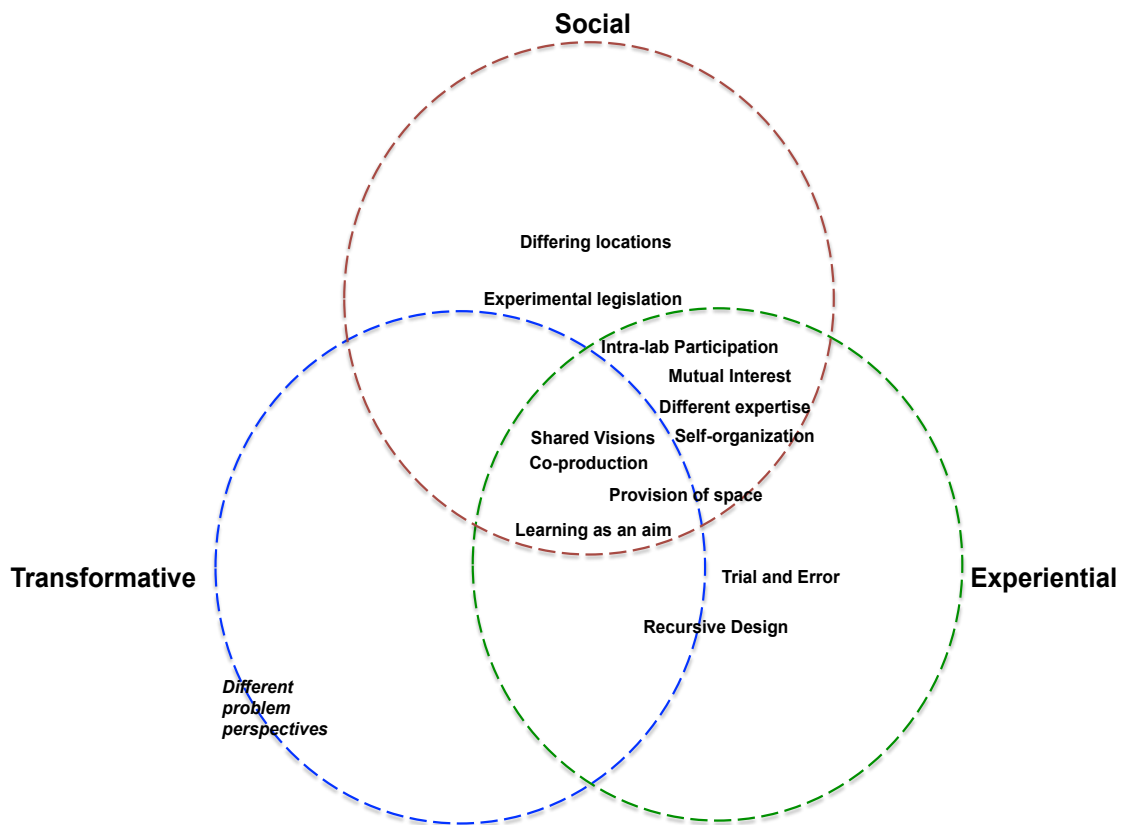 Social
Differing locations
Experimental legislation
Intra-lab Participation
Mutual Interest
Different expertise
Shared Visions
Self-organization
Co-production
Provision of space
Learning as an aim
Transformative
Trial and Error
Experiential
Recursive Design
Different
problem
perspectives